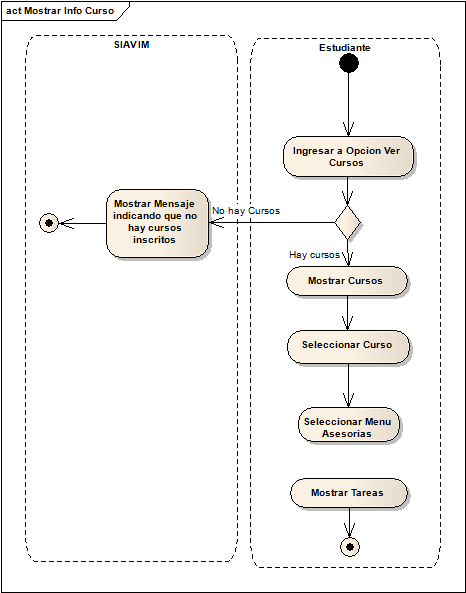 act Mostrar Info Curso
SIAVIM
Estudiante
Ingresar a Opcion Ver
Cursos
Mostrar Mensaje
indicando que no
hay cursos
inscritos
No hay Cursos
Hay cursos
Mostrar Cursos
Seleccionar Curso
Seleccionar Menu
Asesorias
Mostrar Tareas